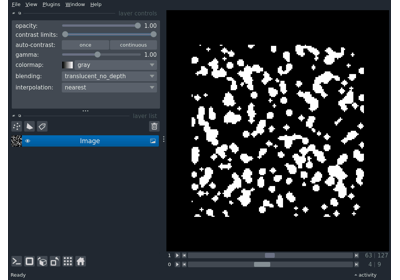 File View Plugins Window Help
layer controls
opacity: 1.00
contrast limits:
auto-contrast: once continuous
gamma: 1.00
colormap: gray
blending: translucent_no_depth
interpolation: nearest
layer list
Image
1 63 127
0 4 9
Ready activity